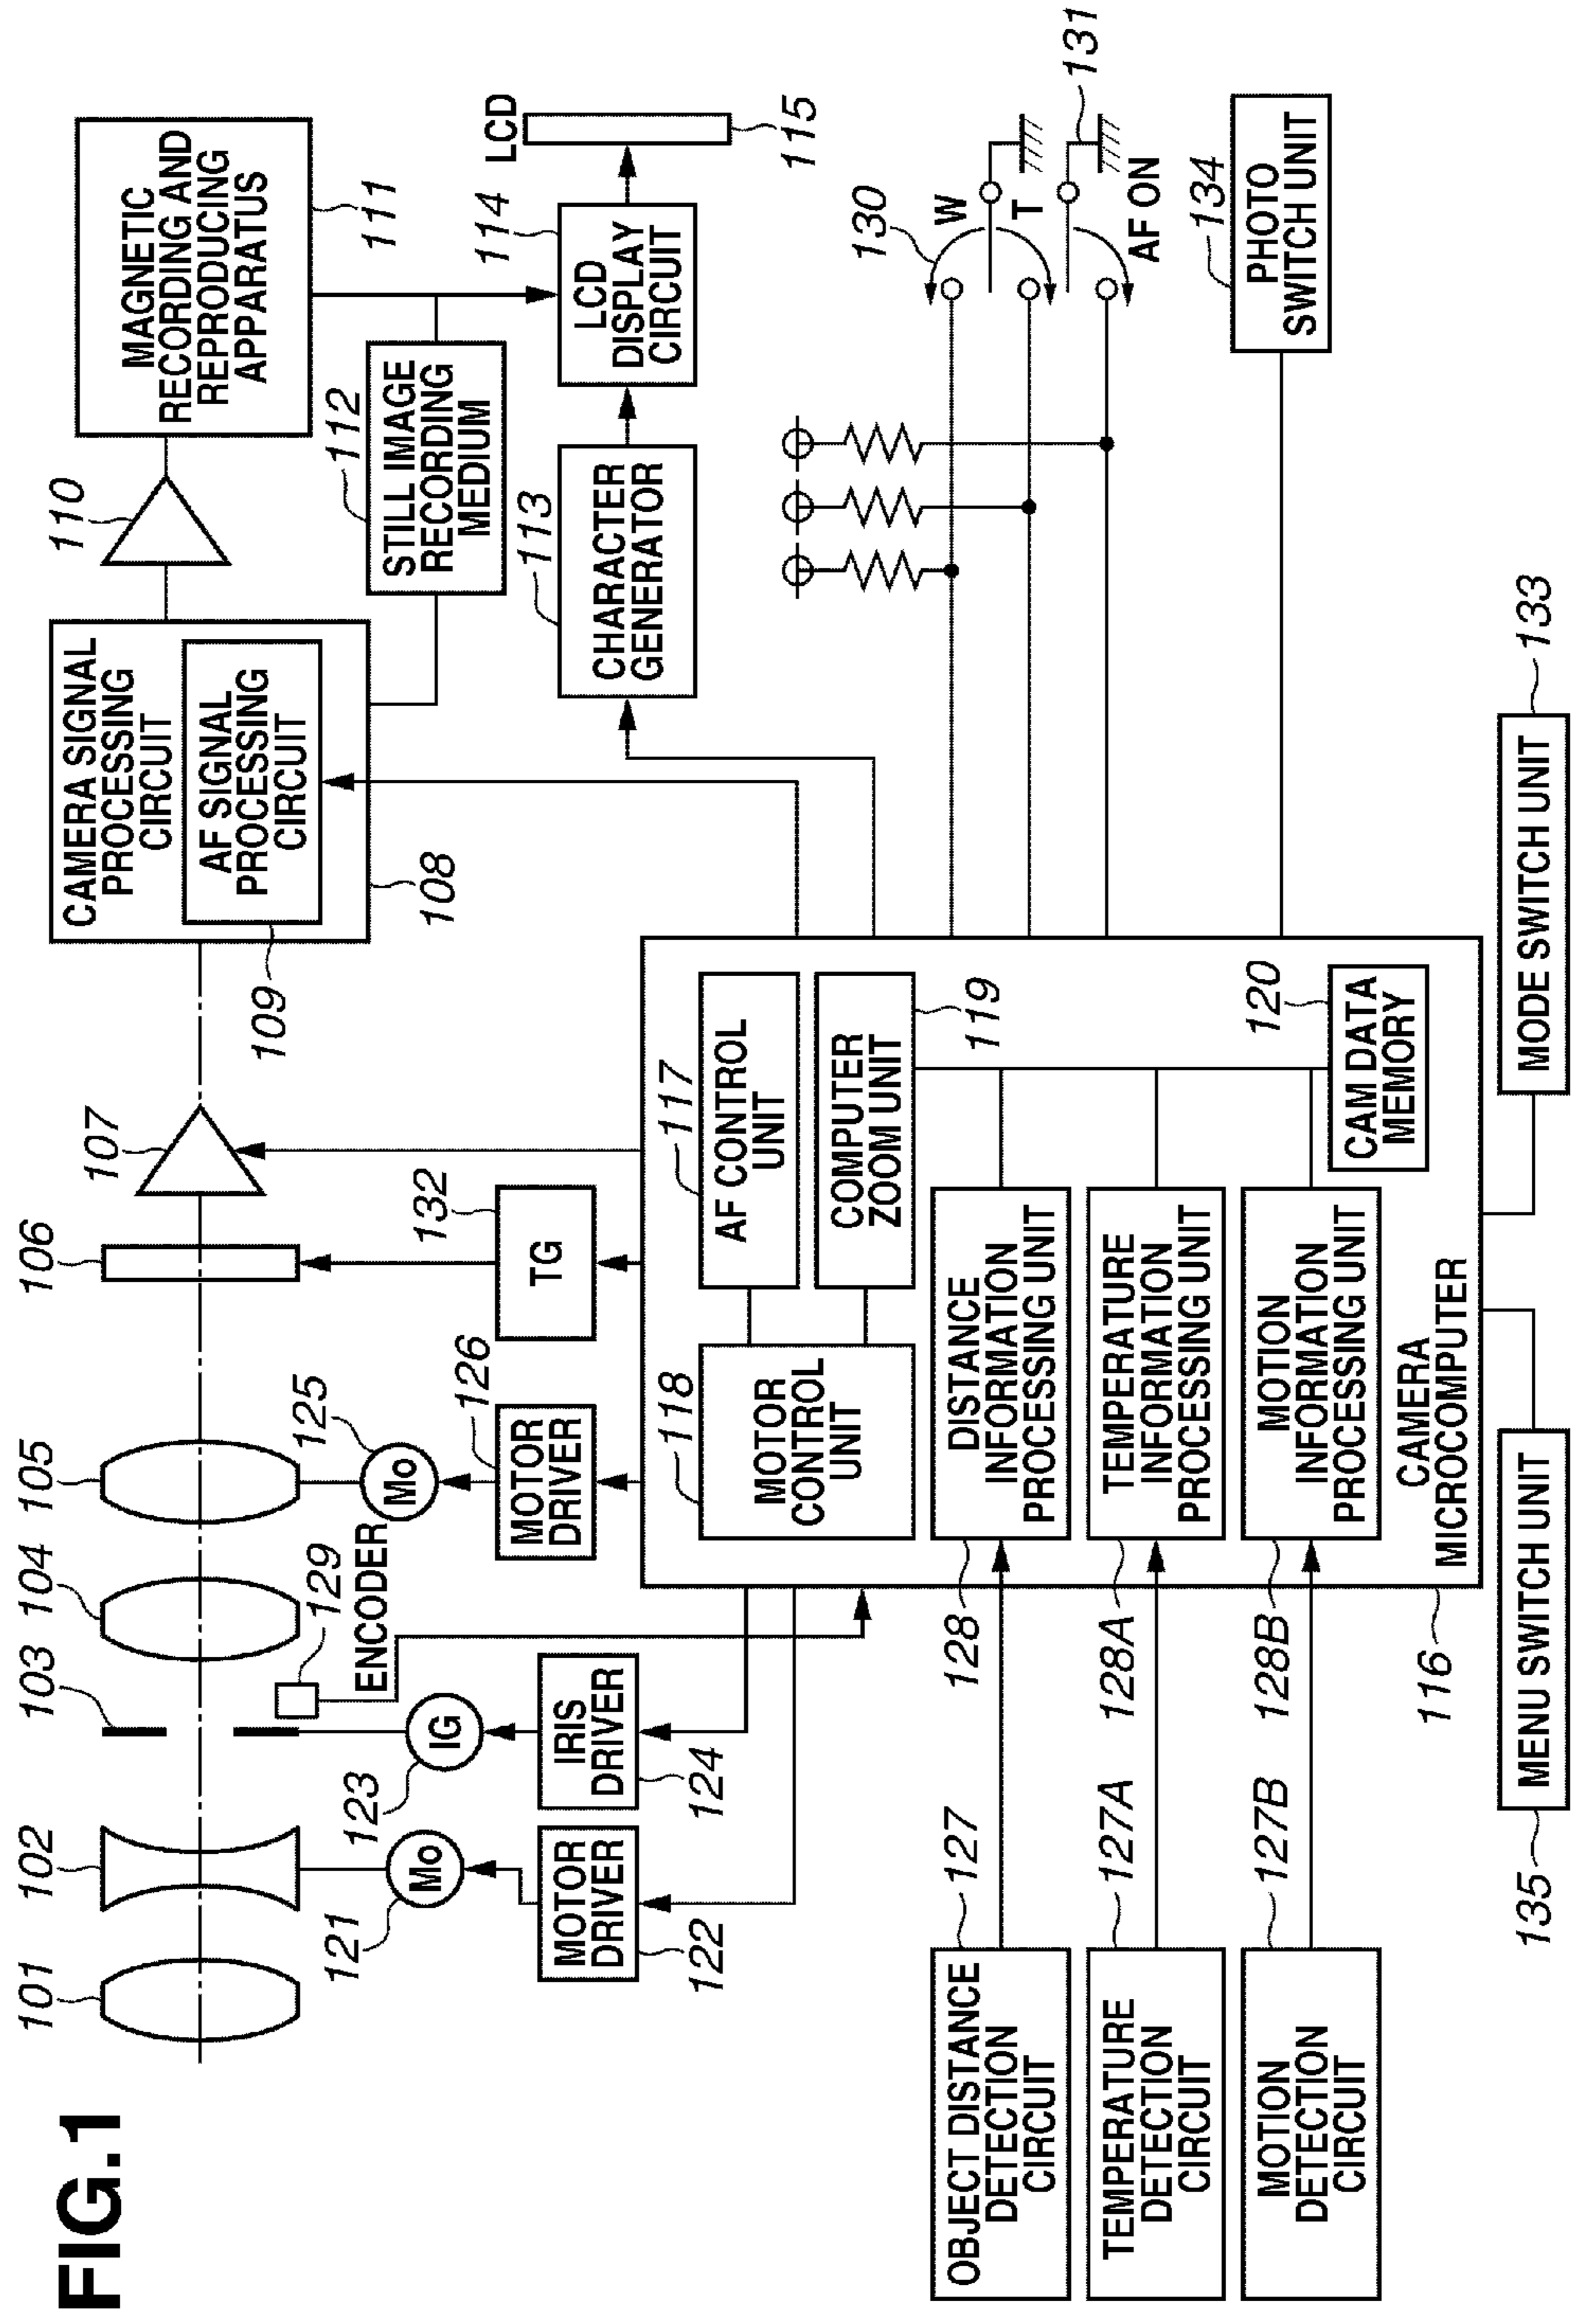 FIG.1
101
102
103
104
105
106
107
CAMERA SIGNAL
PROCESSING
CIRCUIT
AF SIGNAL
PROCESSING
CIRCUIT
109
108
110
MAGNETIC
RECORDING AND
REPRODUCING
APPARATUS
111
112
STILL IMAGE
RECORDING
MEDIUM
113
CHARACTER
GENERATOR
114
LCD
DISPLAY
CIRCUIT
LCD
115
121
Mo
MOTOR
DRIVER
122
123
IG
IRIS
DRIVER
124
129
ENCODER
125
Mo
126
MOTOR
DRIVER
132
TG
117
AF CONTROL
UNIT
118
MOTOR
CONTROL
UNIT
COMPUTER
ZOOM UNIT
119
120
CAM DATA
MEMORY
DISTANCE
INFORMATION
PROCESSING UNIT
128
TEMPERATURE
INFORMATION
PROCESSING UNIT
128A
MOTION
INFORMATION
PROCESSING UNIT
128B
CAMERA
MICROCOMPUTER
116
127
OBJECT DISTANCE
DETECTION
CIRCUIT
127A
TEMPERATURE
DETECTION
CIRCUIT
127B
MOTION
DETECTION
CIRCUIT
130
W
T
131
AF ON
134
PHOTO
SWITCH UNIT
133
MODE SWITCH UNIT
135
MENU SWITCH UNIT